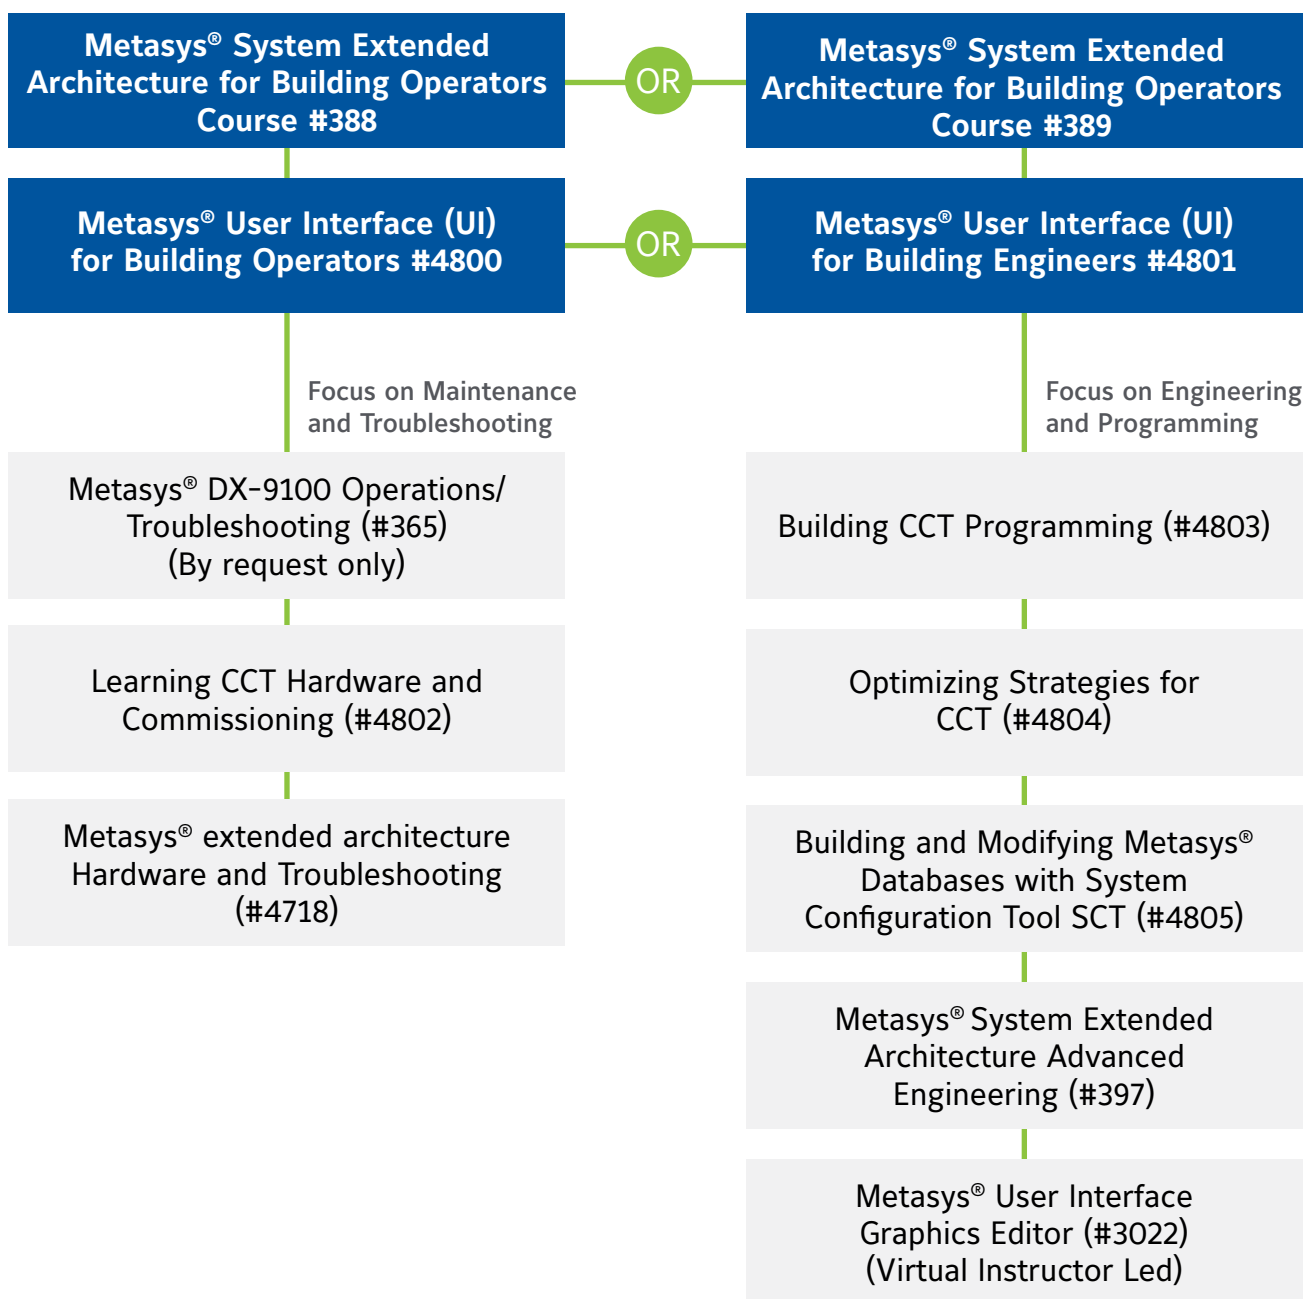 Metasys® System Extended
Architecture for Building Operators
Course #388
OR
Metasys® System Extended
Architecture for Building Operators
Course #389
Metasys® User Interface (UI)
for Building Operators #4800
OR
Metasys® User Interface (UI)
for Building Engineers #4801
Focus on Maintenance
and Troubleshooting
Focus on Engineering
and Programming
Metasys® DX-9100 Operations/
Troubleshooting (#365)
(By request only)
Building CCT Programming (#4803)
Learning CCT Hardware and
Commissioning (#4802)
Optimizing Strategies for
CCT (#4804)
Metasys® extended architecture
Hardware and Troubleshooting
(#4718)
Building and Modifying Metasys®
Databases with System
Configuration Tool SCT (#4805)
Metasys® System Extended
Architecture Advanced
Engineering (#397)
Metasys® User Interface
Graphics Editor (#3022)
(Virtual Instructor Led)